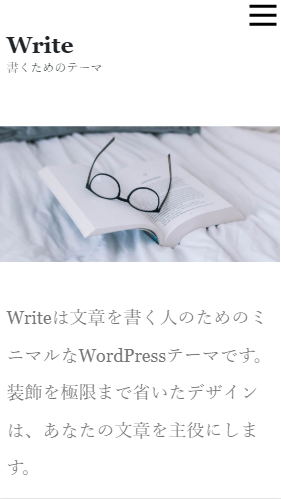 Write
書くためのテーマ
Writeは文章を書く人のためのミ
ニマルなWordPressテーマです。
装飾を極限まで省いたデザイン
は、あなたの文章を主役にしま
す。